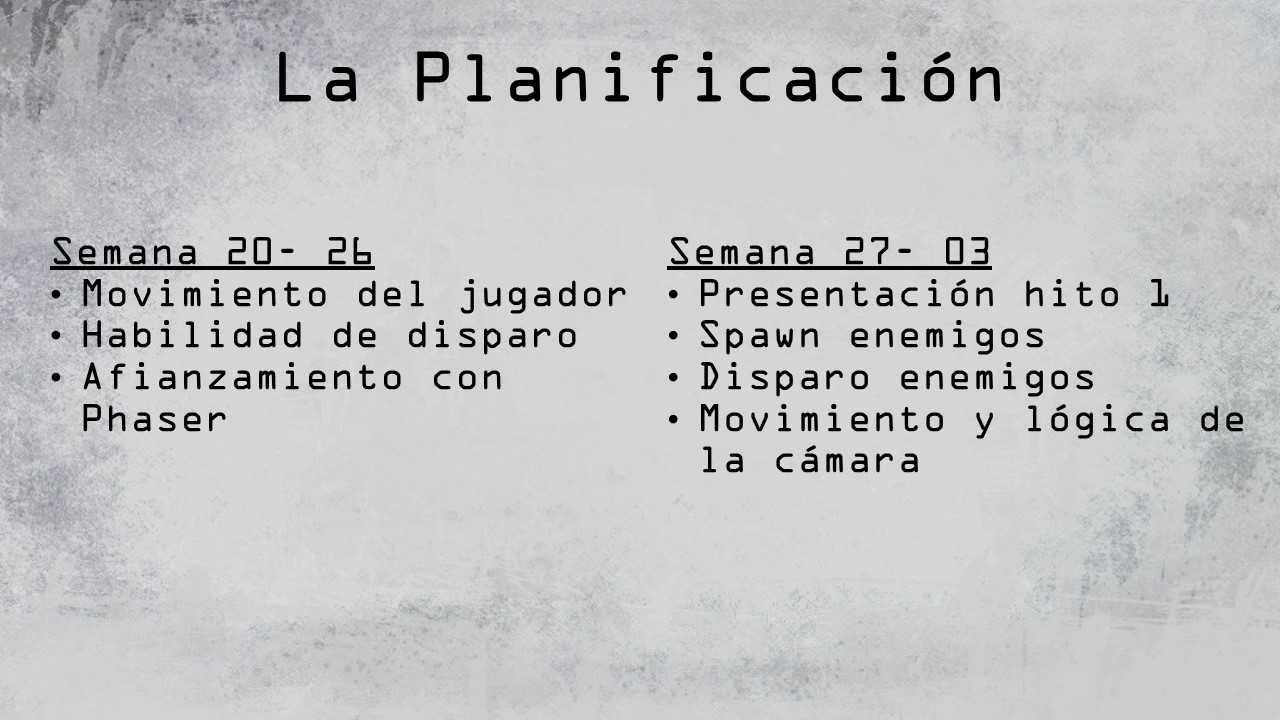 La Planificación
Semana 20- 26
• Movimiento del jugador
• Habilidad de disparo
• Afianzamiento con
Phaser
Semana 27- 03
• Presentación hito 1
• Spawn enemigos
• Disparo enemigos
• Movimiento y lógica de
la cámara